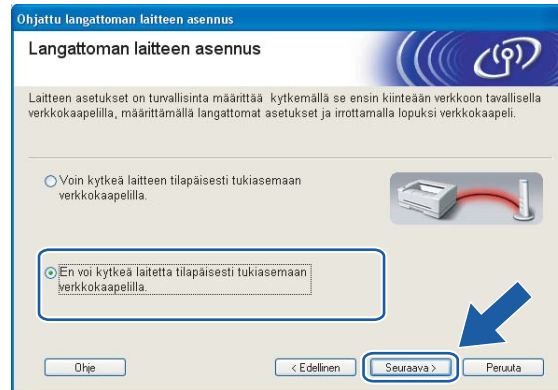 Ohjattu langattoman laitteen asennus
Langattoman laitteen asennus
Laitteen asetukset on turvallisinta määrittää kytkemällä se ensin kiinteään verkkoon tavallisella
verkkokaapelilla, määrittämällä langattomat asetukset ja irrottamalla lopuksi verkkokaapeli.
Voin kytkeä laitteen tilapäisesti tukiasemaan
verkkokaapelilla.
En voi kytkeä laitetta tilapäisesti tukiasemaan
verkkokaapelilla.
Ohje < Edellinen Seuraava > Peruuta